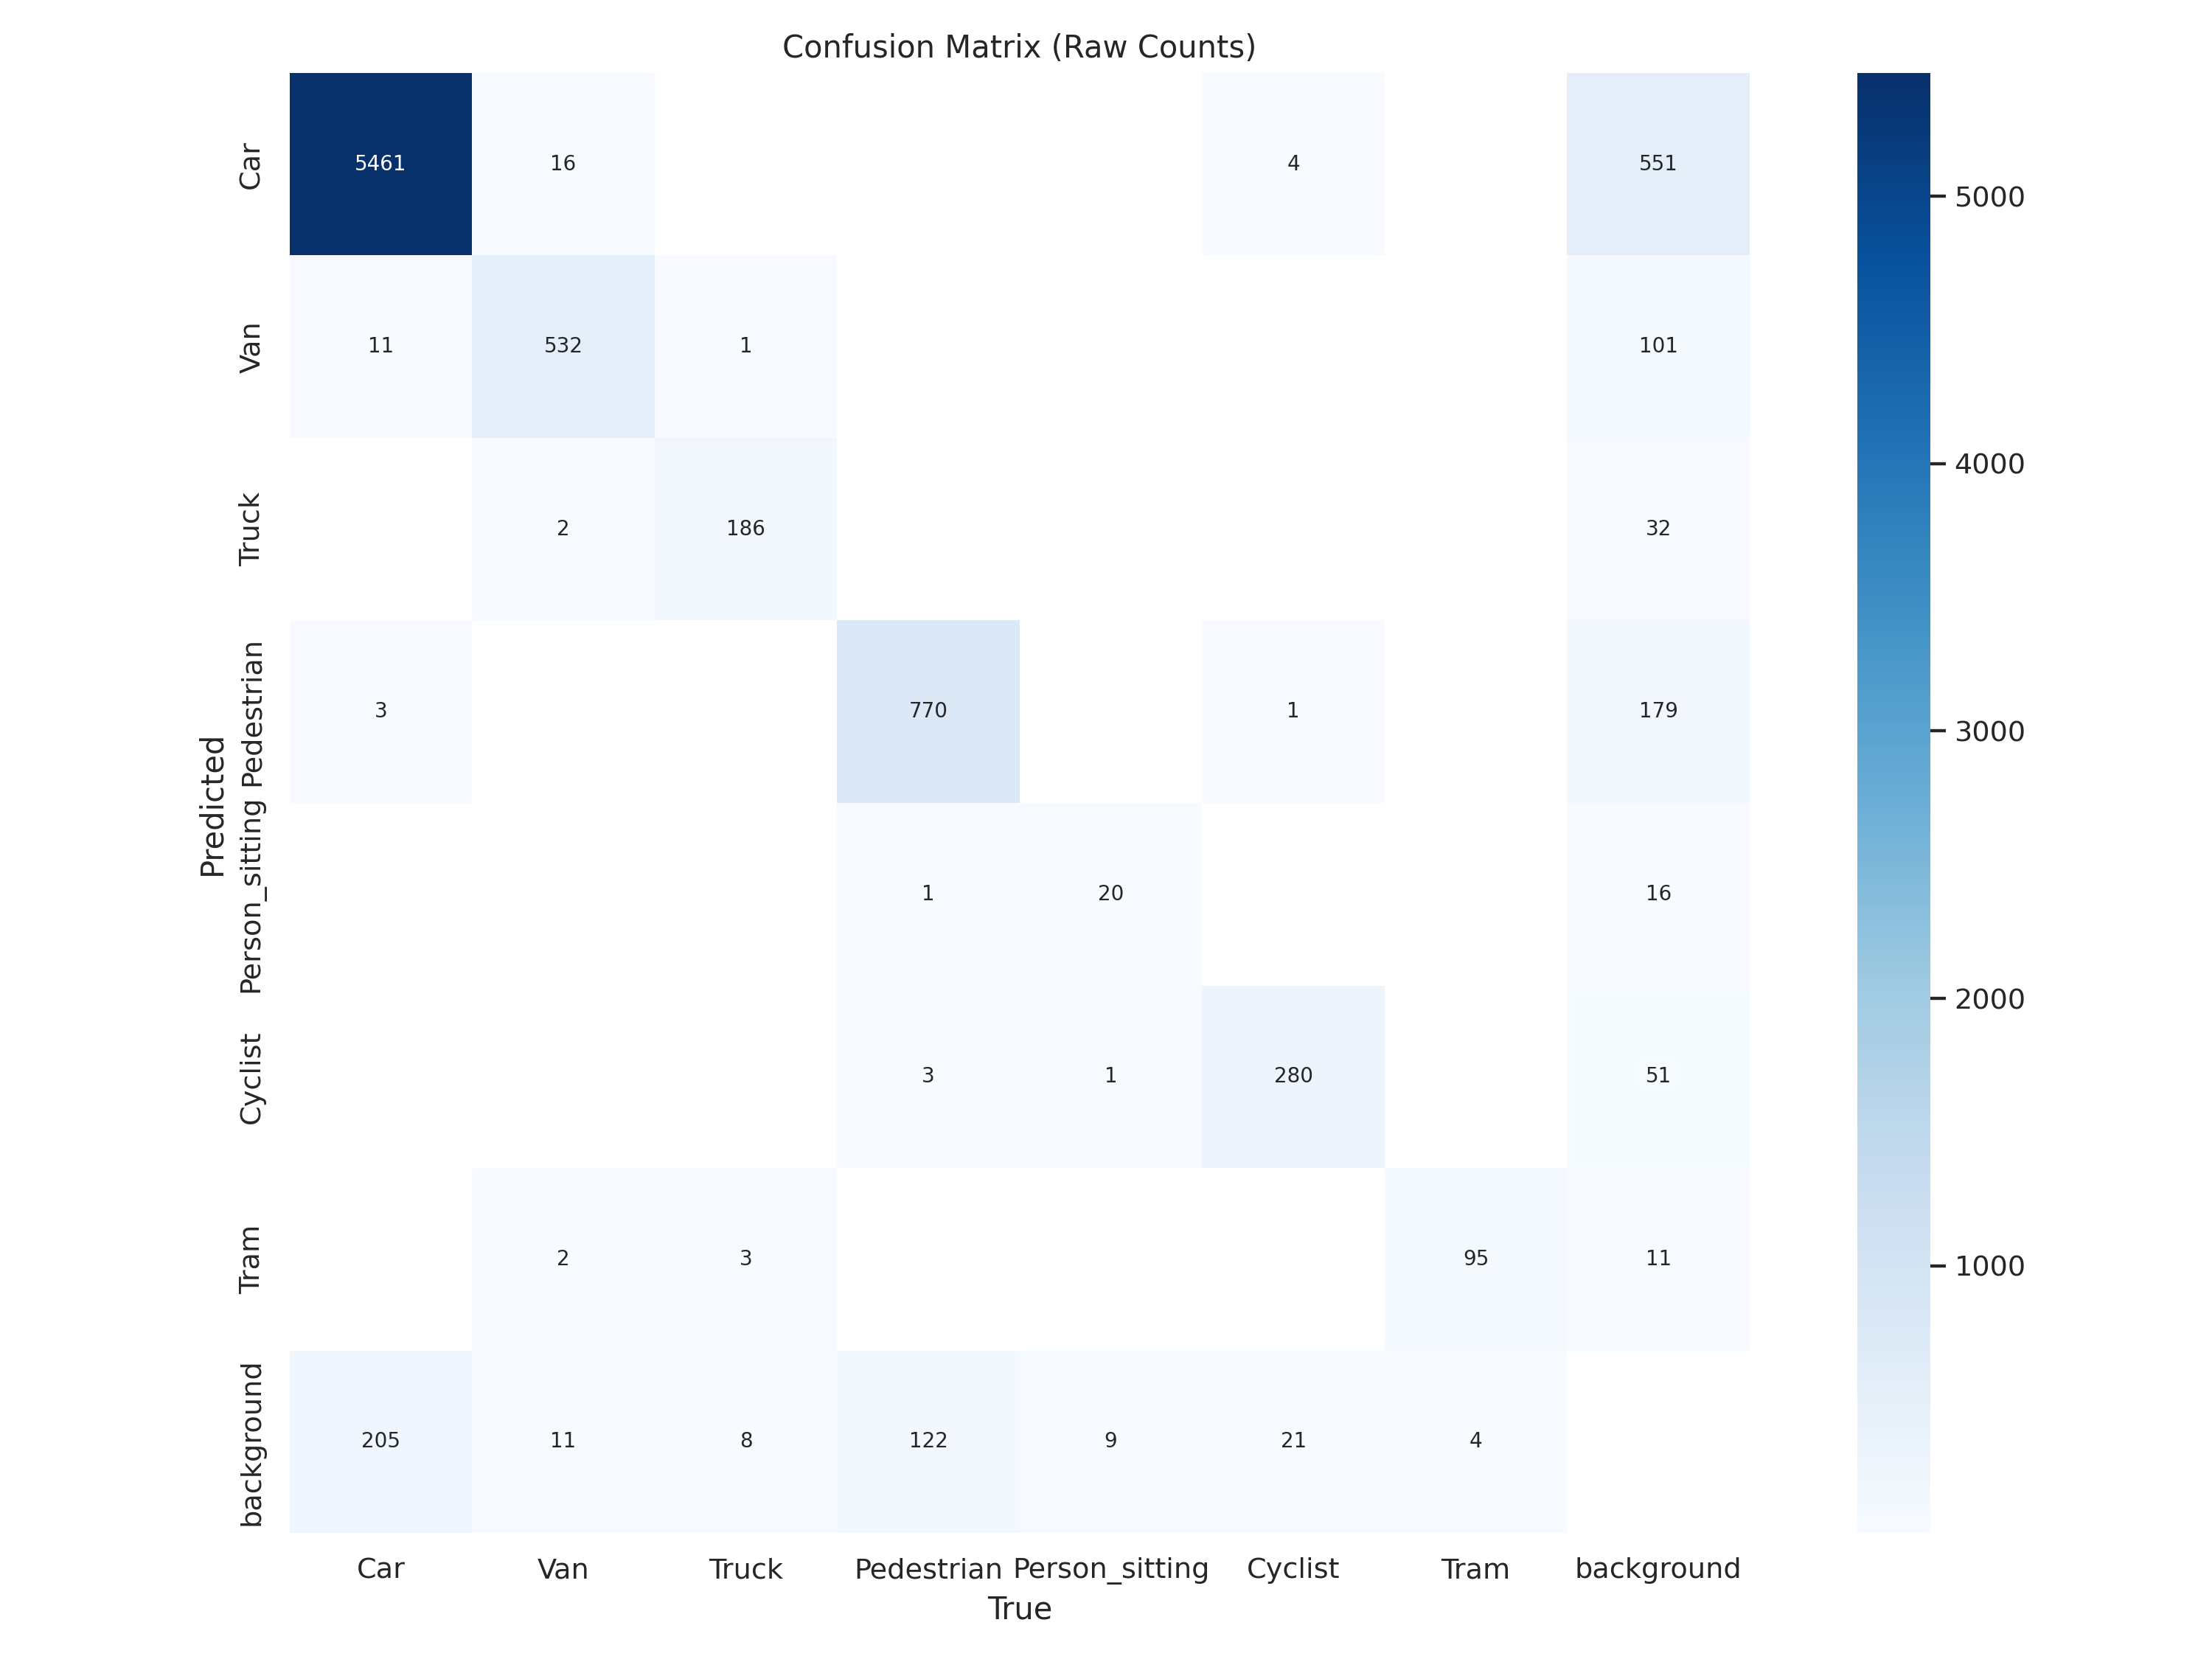 Confusion Matrix (Raw Counts)
Predicted
Car 5461 16 4 551
Van 11 532 1 101
Truck 2 186 32
Pedestrian 3 770 1 179
Person_sitting 1 20 16
Cyclist 3 1 280 51
Tram 2 3 95 11
background 205 11 8 122 9 21 4
Car Van Truck Pedestrian Person_sitting Cyclist Tram background
True
5000
4000
3000
2000
1000